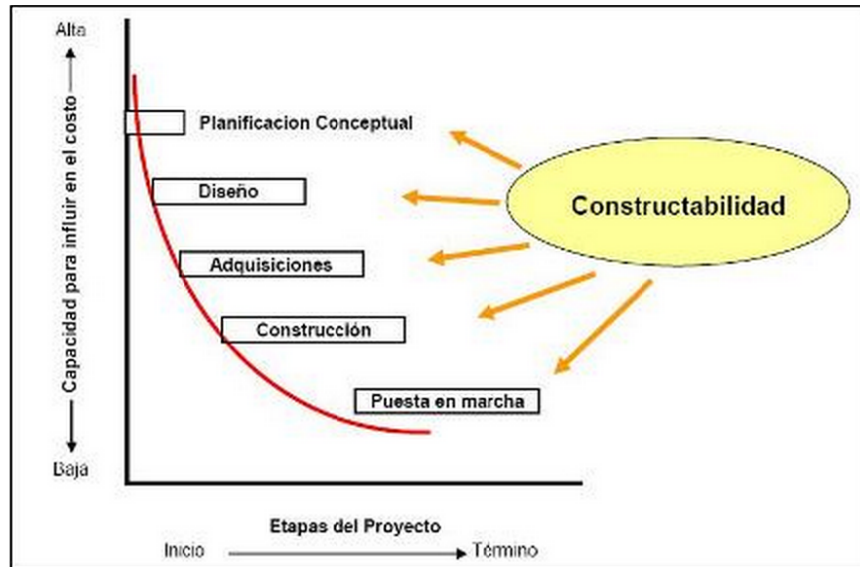 Alta
Capacidad para influir en el costo
Baja
Planificacion Conceptual
Diseño
Adquisiciones
Construcción
Puesta en marcha
Constructabilidad
Etapas del Proyecto
Inicio
Término